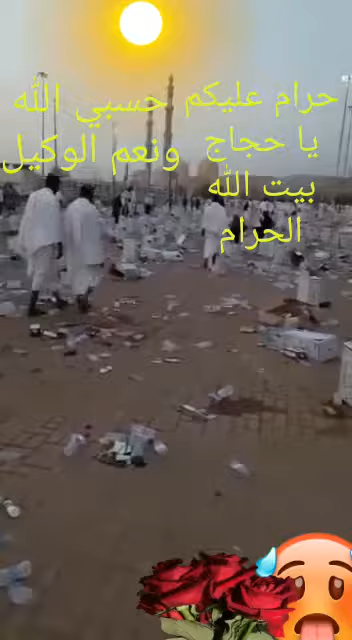 حرام عليكم
يا حجاج
بيت الله
الحرام
حسبي الله
ونعم الوكيل